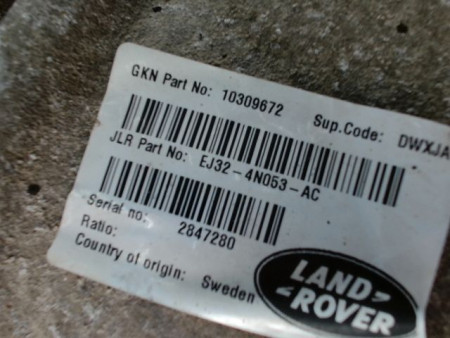 GKN Part No: 10309672 Sup.Code: DWXJA
JLR Part No: EJ32-4N053-AC
Serial no: 2847280
Ratio:
Country of origin: Sweden
LAND ROVER